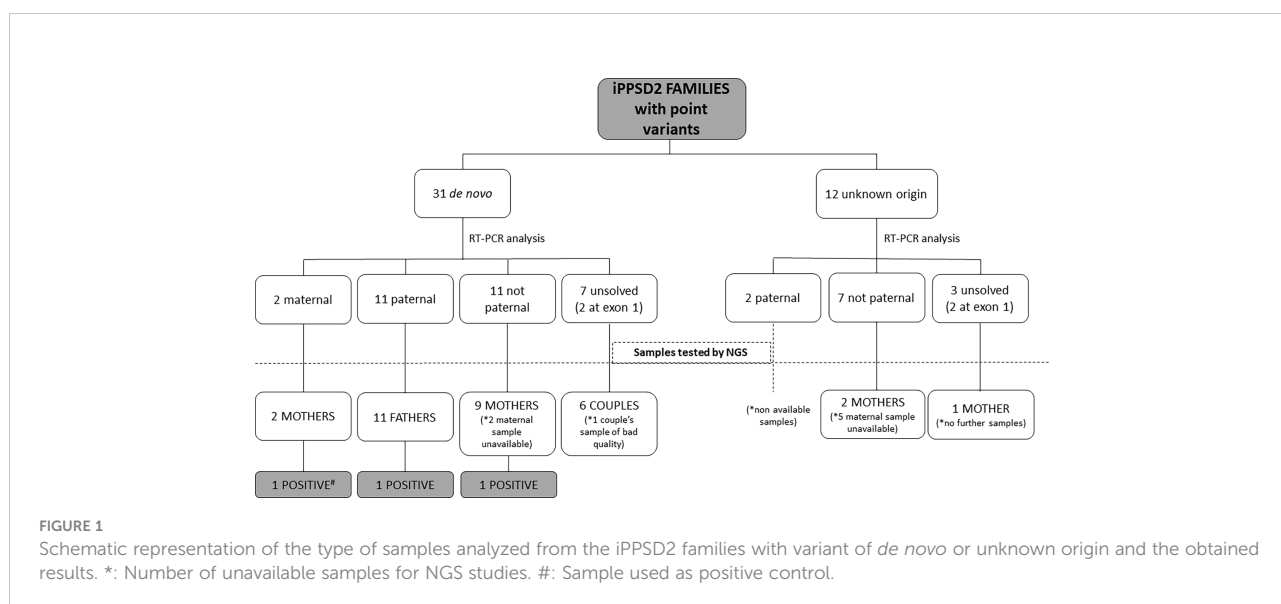 iPPSD2 FAMILIES
with point
variants
31 de novo
12 unknown origin
RT-PCR analysis
RT-PCR analysis
2 maternal
11 paternal
11 not
paternal
7 unsolved
(2 at exon 1)
2 paternal
7 not paternal
3 unsolved
(2 at exon 1)
Samples tested by NGS
2 MOTHERS
11 FATHERS
9 MOTHERS
(*2 maternal
sample
unavailable)
6 COUPLES
(*1 couple's
sample of bad
quality)
(*non available
samples)
2 MOTHERS
(*5 maternal sample
unavailable)
1 MOTHER
(*no further samples)
1 POSITIVE#
1 POSITIVE
1 POSITIVE
FIGURE 1
Schematic representation of the type of samples analyzed from the iPPSD2 families with variant of de novo or unknown origin and the obtained
results. *: Number of unavailable samples for NGS studies. #: Sample used as positive control.